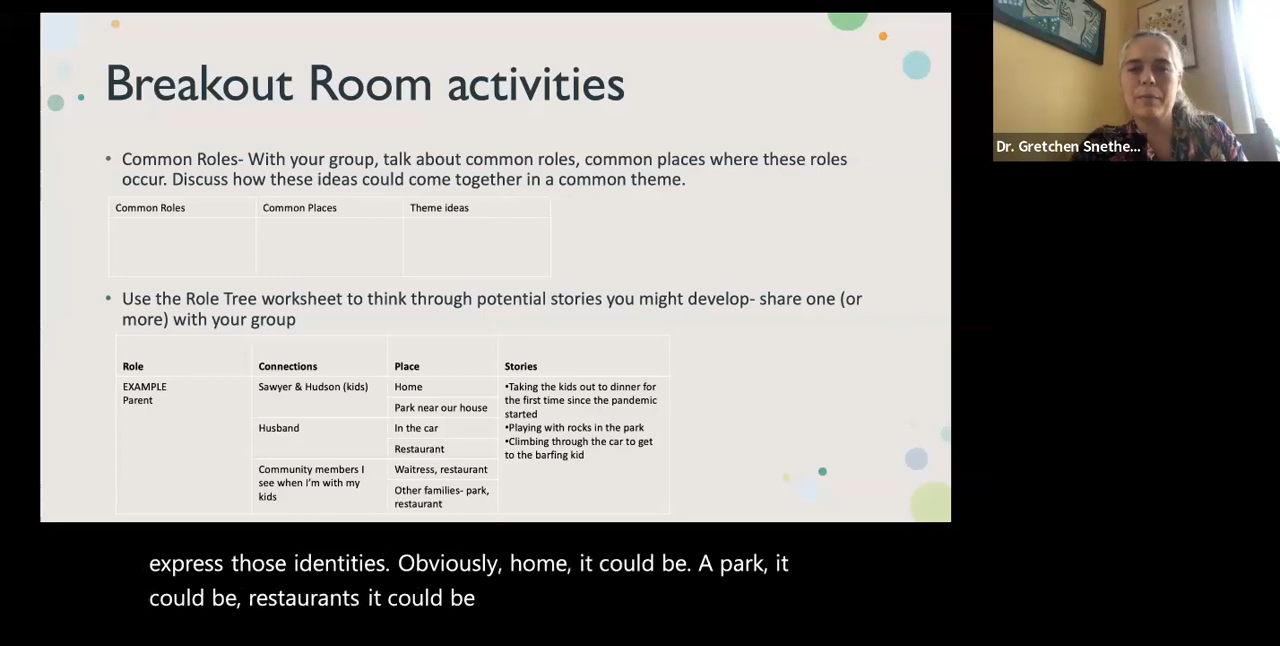 Breakout Room activities
• Common Roles- With your group, talk about common roles, common places where these roles
occur. Discuss how these ideas could come together in a common theme.
Common Roles
Common Places
Theme ideas
• Use the Role Tree worksheet to think through potential stories you might develop- share one (or
more) with your group
Role
Connections
Place
Stories
EXAMPLE
Parent
Sawyer & Hudson (kids)
Home
Park near our house
Husband
In the car
Restaurant
Community members I
see when I'm with my
kids
Waitress, restaurant
Other families- park,
restaurant
•Taking the kids out to dinner for
the first time since the pandemic
started
•Playing with rocks in the park
•Climbing through the car to get
to the barfing kid
Dr. Gretchen Snethe...
express those identities. Obviously, home, it could be. A park, it
could be, restaurants it could be